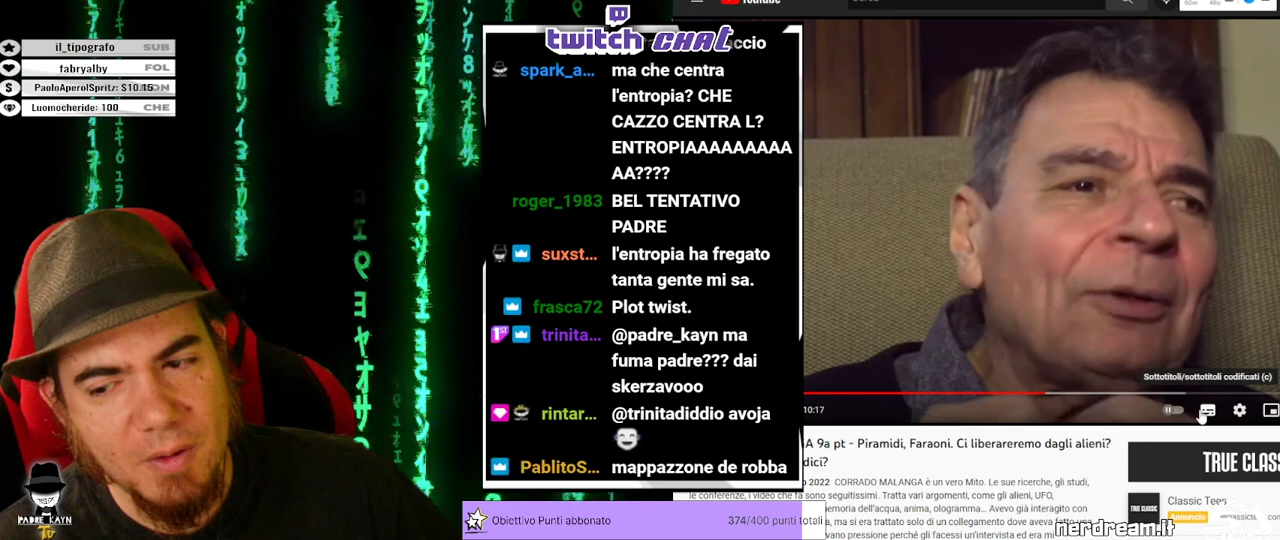 il_tipografo SUB
fabryalby FOL
PaoloAperolSpritz: $10.15
Luomocheride: 100 CHE
PADRE KAYN
TV
twitch CHAT
spark_a... ma che centra
l'entropia? CHE
CAZZO CENTRA L?
ENTROPIAAAAAAAAA
AA????
roger_1983 BEL TENTATIVO
PADRE
suxst... l'entropia ha fregato
tanta gente mi sa.
frasca72 Plot twist.
trinita... @padre_kayn ma
fuma padre??? dai
skerzavooo
rintar... @trinitadiddio avoja
PablitoS... mappazzone de robba
Obiettivo Punti abbonato 374/400 punti totali
Sottotitoli/sottotitoli codificati (c)
10:17
A 9a pt - Piramidi, Faraoni. Ci libereremo dagli alieni?
2022 CORRADO MALANGA è un vero Mito. Le sue ricerche, gli studi,
le conferenze, i video che fa sono seguitissimi. Tratta vari argomenti, come gli alieni, UFO,
memoria dell'acqua, anima, ologramma... Avevo già interagito con
ma si era trattato solo di un collegamento dove aveva
vano pressione perché gli facessi un'intervista ed era
TRUE CLASS
Classic Tees
Annuncio
nerdream.it